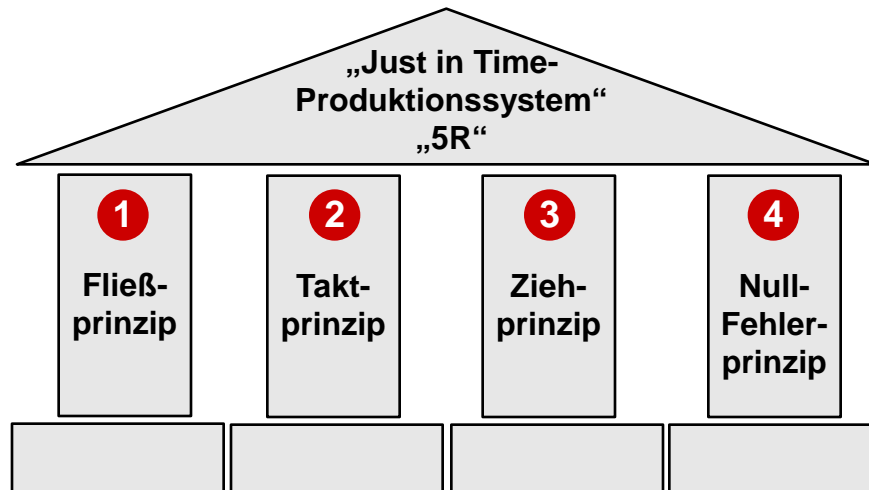 „Just in Time-
Produktionssystem“
„5R“
1
2
3
4
Fließ-
prinzip
Takt-
prinzip
Zieh-
prinzip
Null-
Fehler-
prinzip